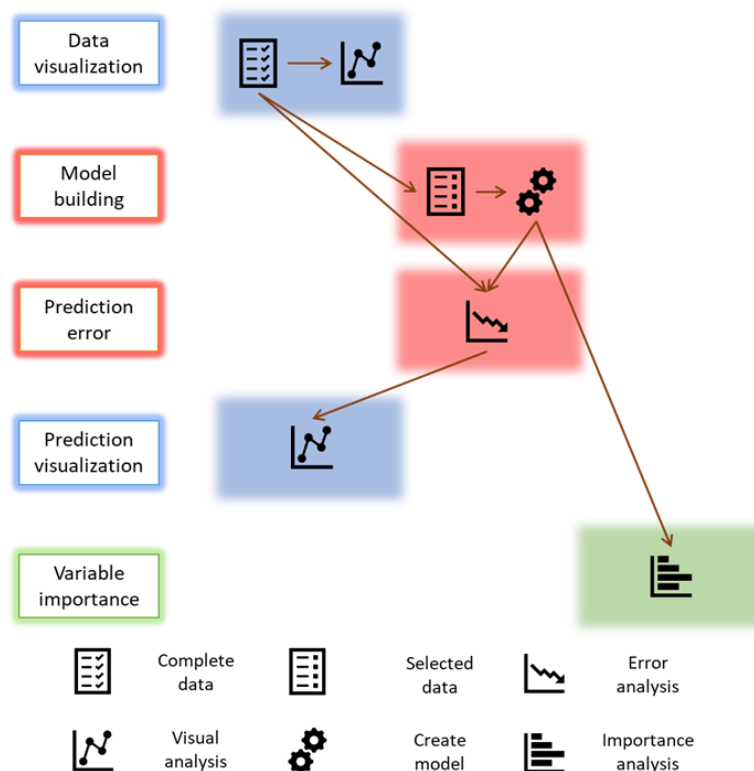 Data
visualization
Model
building
Prediction
error
Prediction
visualization
Variable
importance
Complete
data
Selected
data
Error
analysis
Visual
analysis
Create
model
Importance
analysis